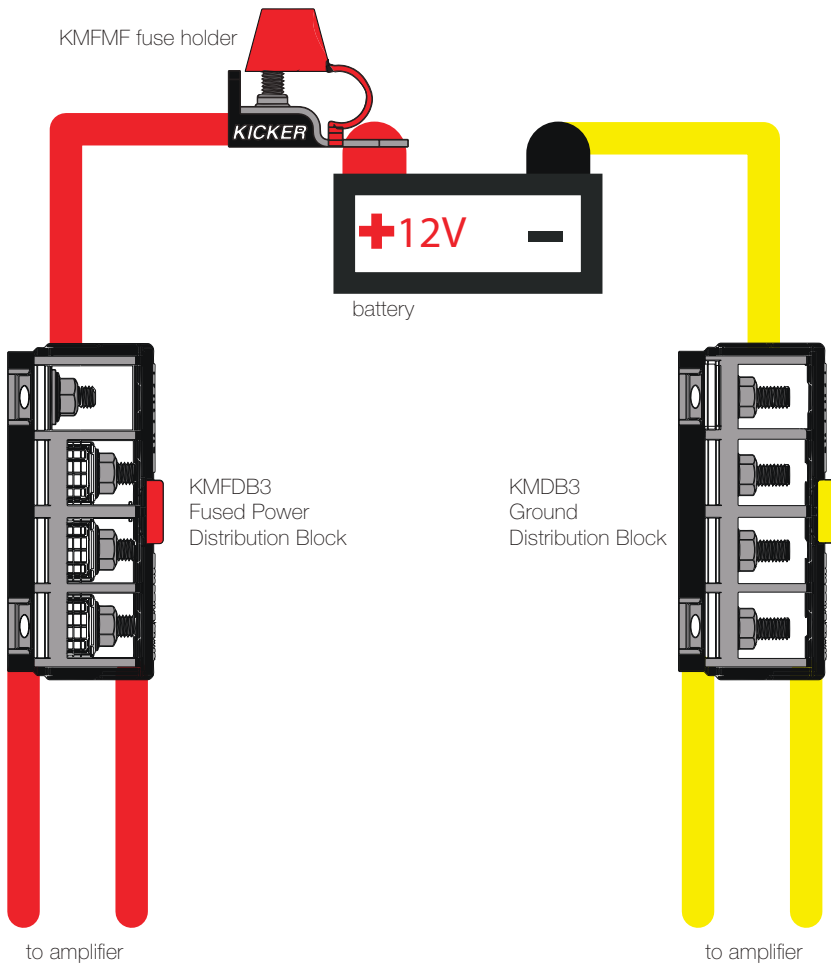 KMFMF fuse holder
KICKER
+12V −
battery
KMFDB3
Fused Power
Distribution Block
KMDB3
Ground
Distribution Block
to amplifier
to amplifier